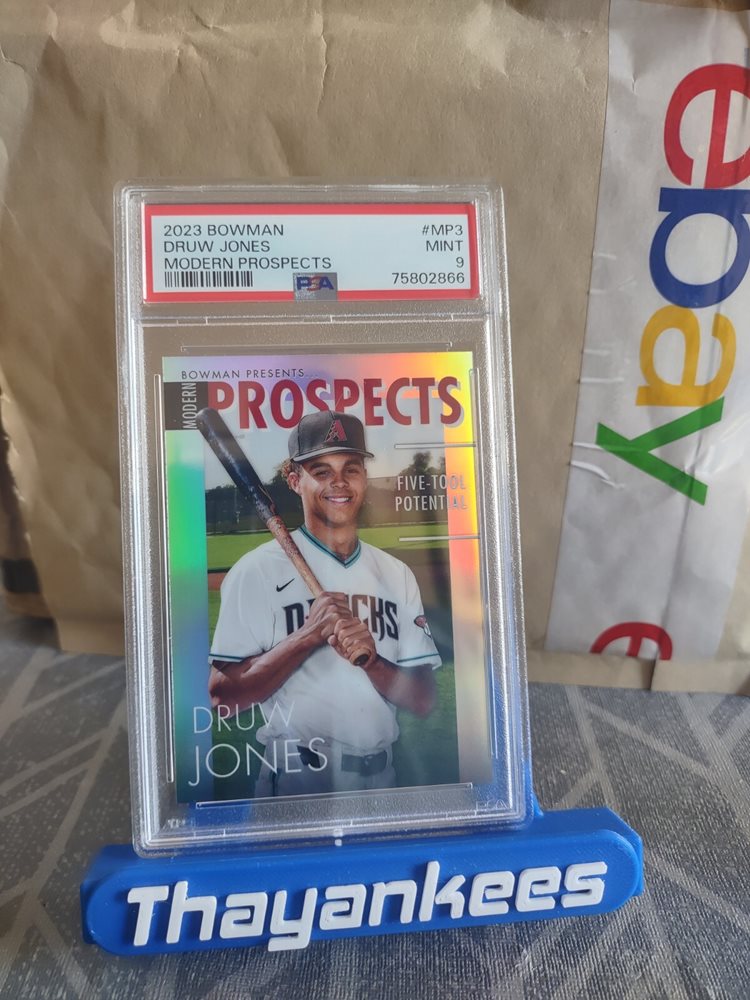 2023 BOWMAN #MP3
DRUW JONES MINT
MODERN PROSPECTS 9
PSA 75802866
BOWMAN PRESENTS...
MODERN
PROSPECTS
FIVE-TOOL
POTENTIAL
D-BACKS
DRUW
JONES
Thayankees
ebay
e